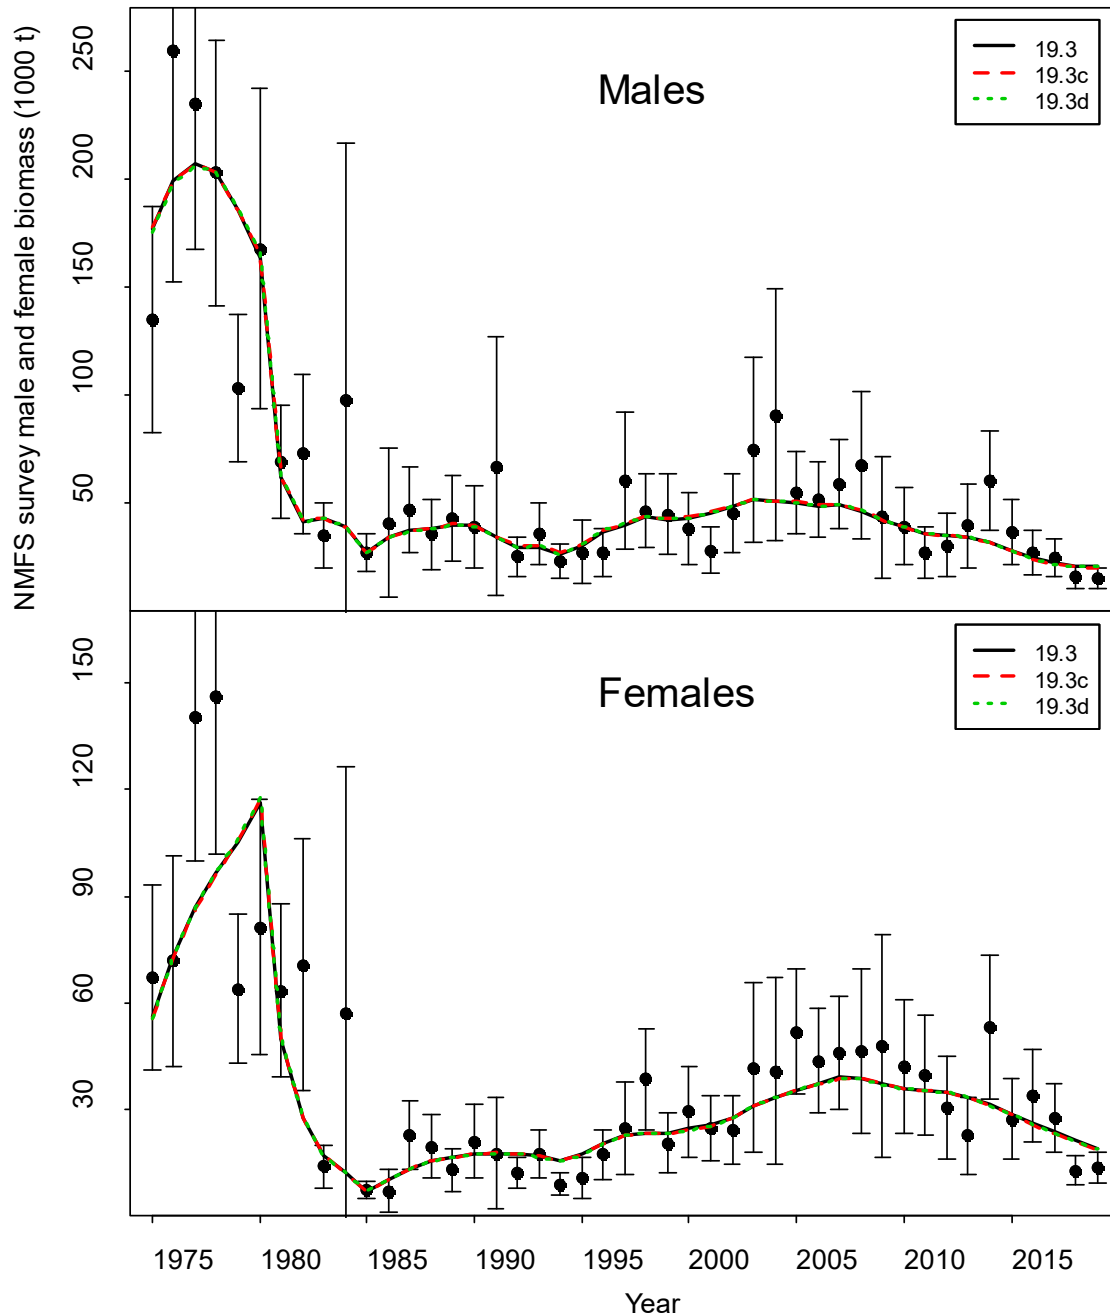 NMFS survey male and female biomass (1000 t)
Males
19.3
19.3c
19.3d
250
200
150
100
50
Females
19.3
19.3c
19.3d
150
120
90
60
30
1975 1980 1985 1990 1995 2000 2005 2010 2015
Year